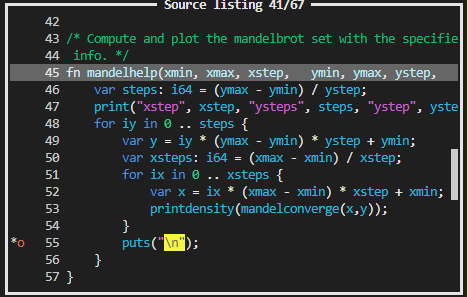 Source listing 41/67
42
43 /* Compute and plot the mandelbrot set with the specifie
44  info. */
45 fn mandelhelp(xmin, xmax, xstep,   ymin, ymax, ystep,
46     var steps: i64 = (ymax - ymin) / ystep;
47     print("xstep", xstep, "ysteps", steps, "ystep", yste
48     for iy in 0 .. steps {
49         var y = iy * (ymax - ymin) * ystep + ymin;
50         var xsteps: i64 = (xmax - xmin) / xstep;
51         for ix in 0 .. xsteps {
52             var x = ix * (xmax - xmin) * xstep + xmin;
53             printdensity(mandelconverge(x,y));
54         }
*o 55         puts("\n");
56     }
57 }